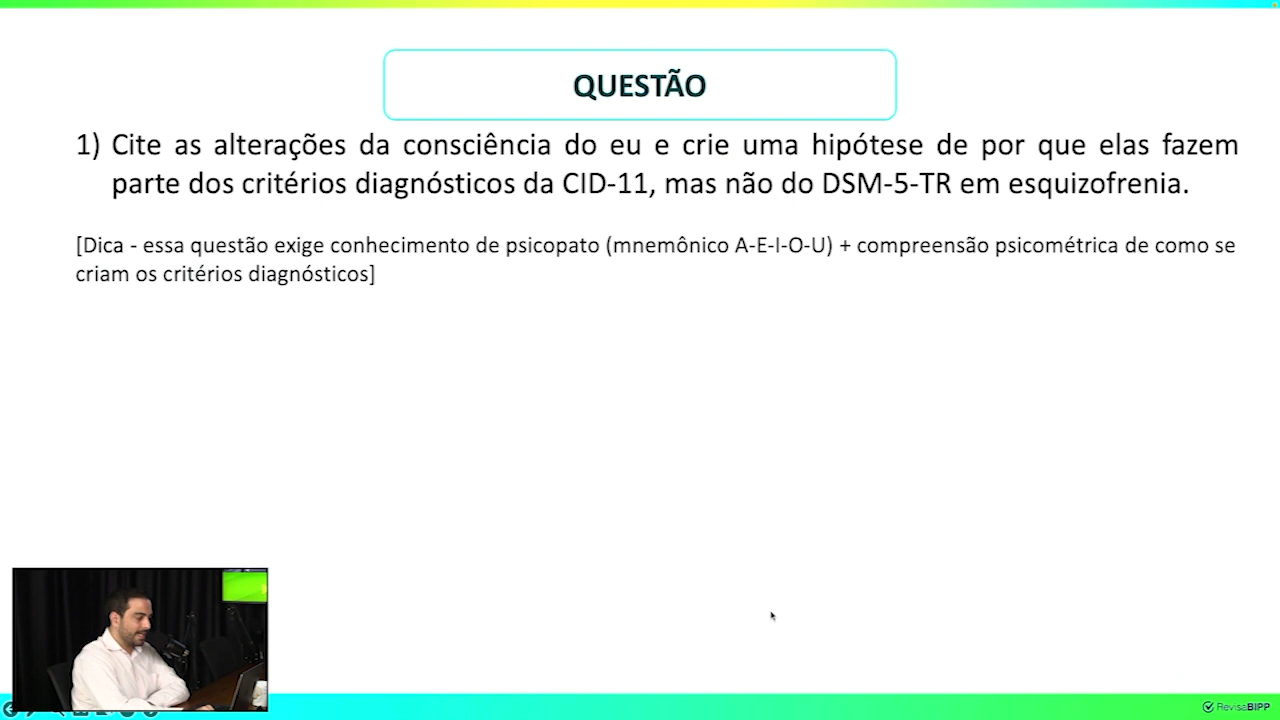 QUESTÃO
1) Cite as alterações da consciência do eu e crie uma hipótese de por que elas fazem
parte dos critérios diagnósticos da CID-11, mas não do DSM-5-TR em esquizofrenia.
[Dica - essa questão exige conhecimento de psicopato (mnemônico A-E-I-O-U) + compreensão psicométrica de como se
criam os critérios diagnósticos]
RevisaBIPP